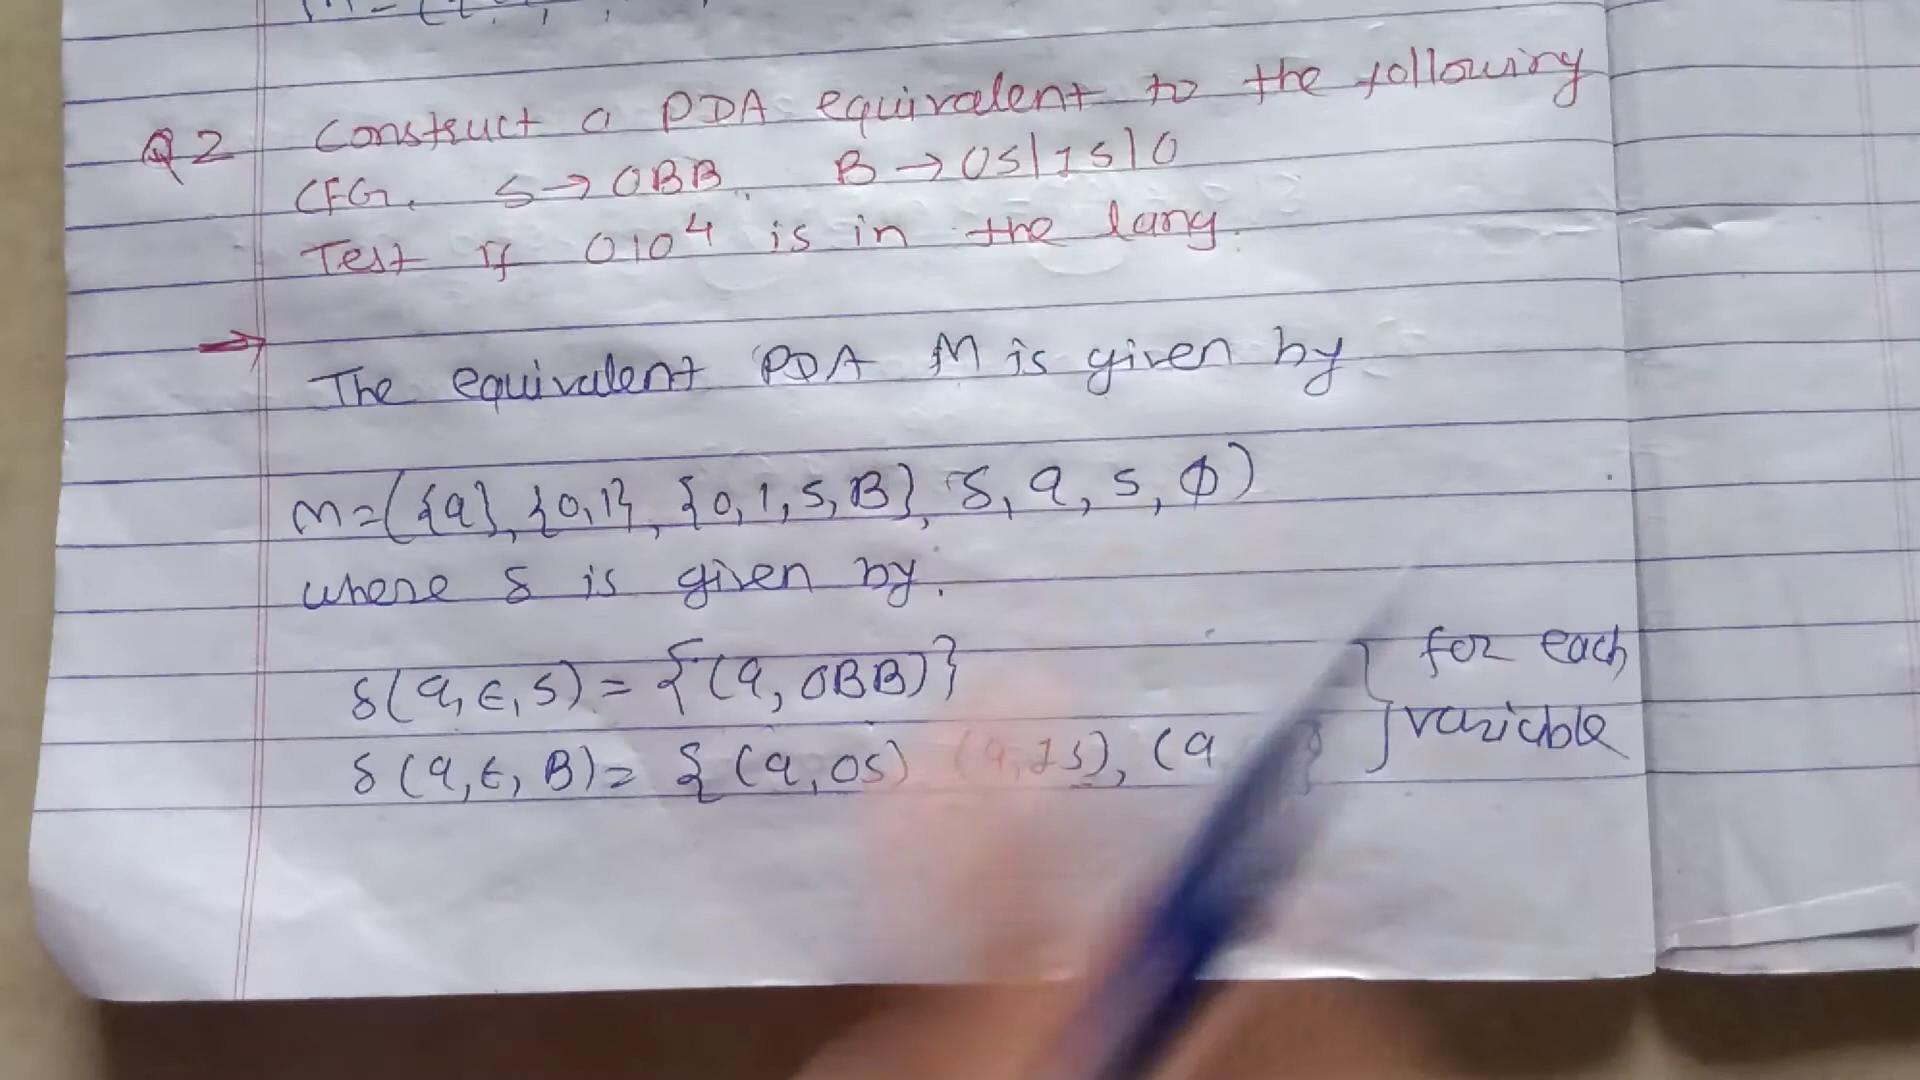 Q2 Construct a PDA equivalent to the following
CFG. S → 0BB. B → 0S|1S|0
Test if 010⁴ is in the lang.
The equivalent PDA M is given by
M=({q}, {0,1}, {0,1,S,B}, δ, q, S, φ)
where δ is given by.
δ(q,ϵ,S) = {(q, 0BB)}
δ(q,ϵ, B)= {(q,0S) (q,1S), (q
} for each
variable